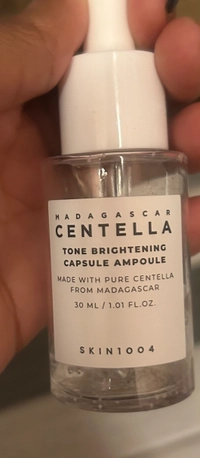 MADAGASCAR
CENTELLA
TONE BRIGHTENING
CAPSULE AMPOULE
MADE WITH PURE CENTELLA
FROM MADAGASCAR
30 ML / 1.01 FL.OZ.
SKIN1004